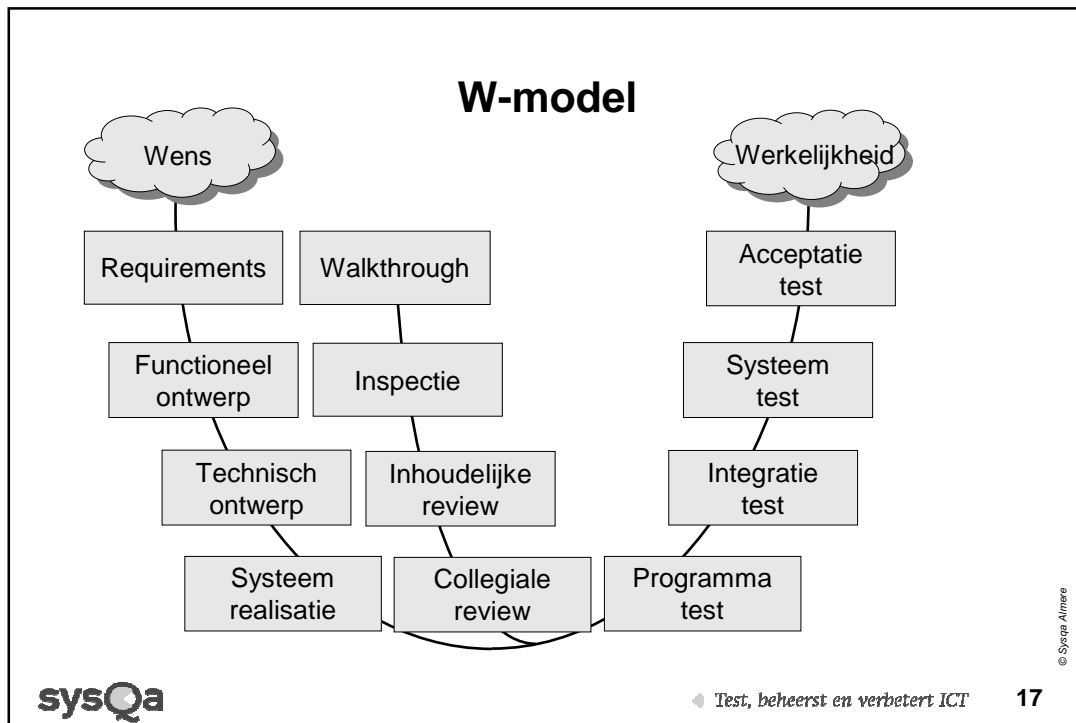 W-model
Wens
Werkelijkheid
Requirements
Walkthrough
Acceptatie
test
Functioneel
ontwerp
Inspectie
Systeem
test
Technisch
ontwerp
Inhoudelijke
review
Integratie
test
Systeem
realisatie
Collegiale
review
Programma
test
© Sysqa Almere
sysQa
Test, beheerst en verbetert ICT
17